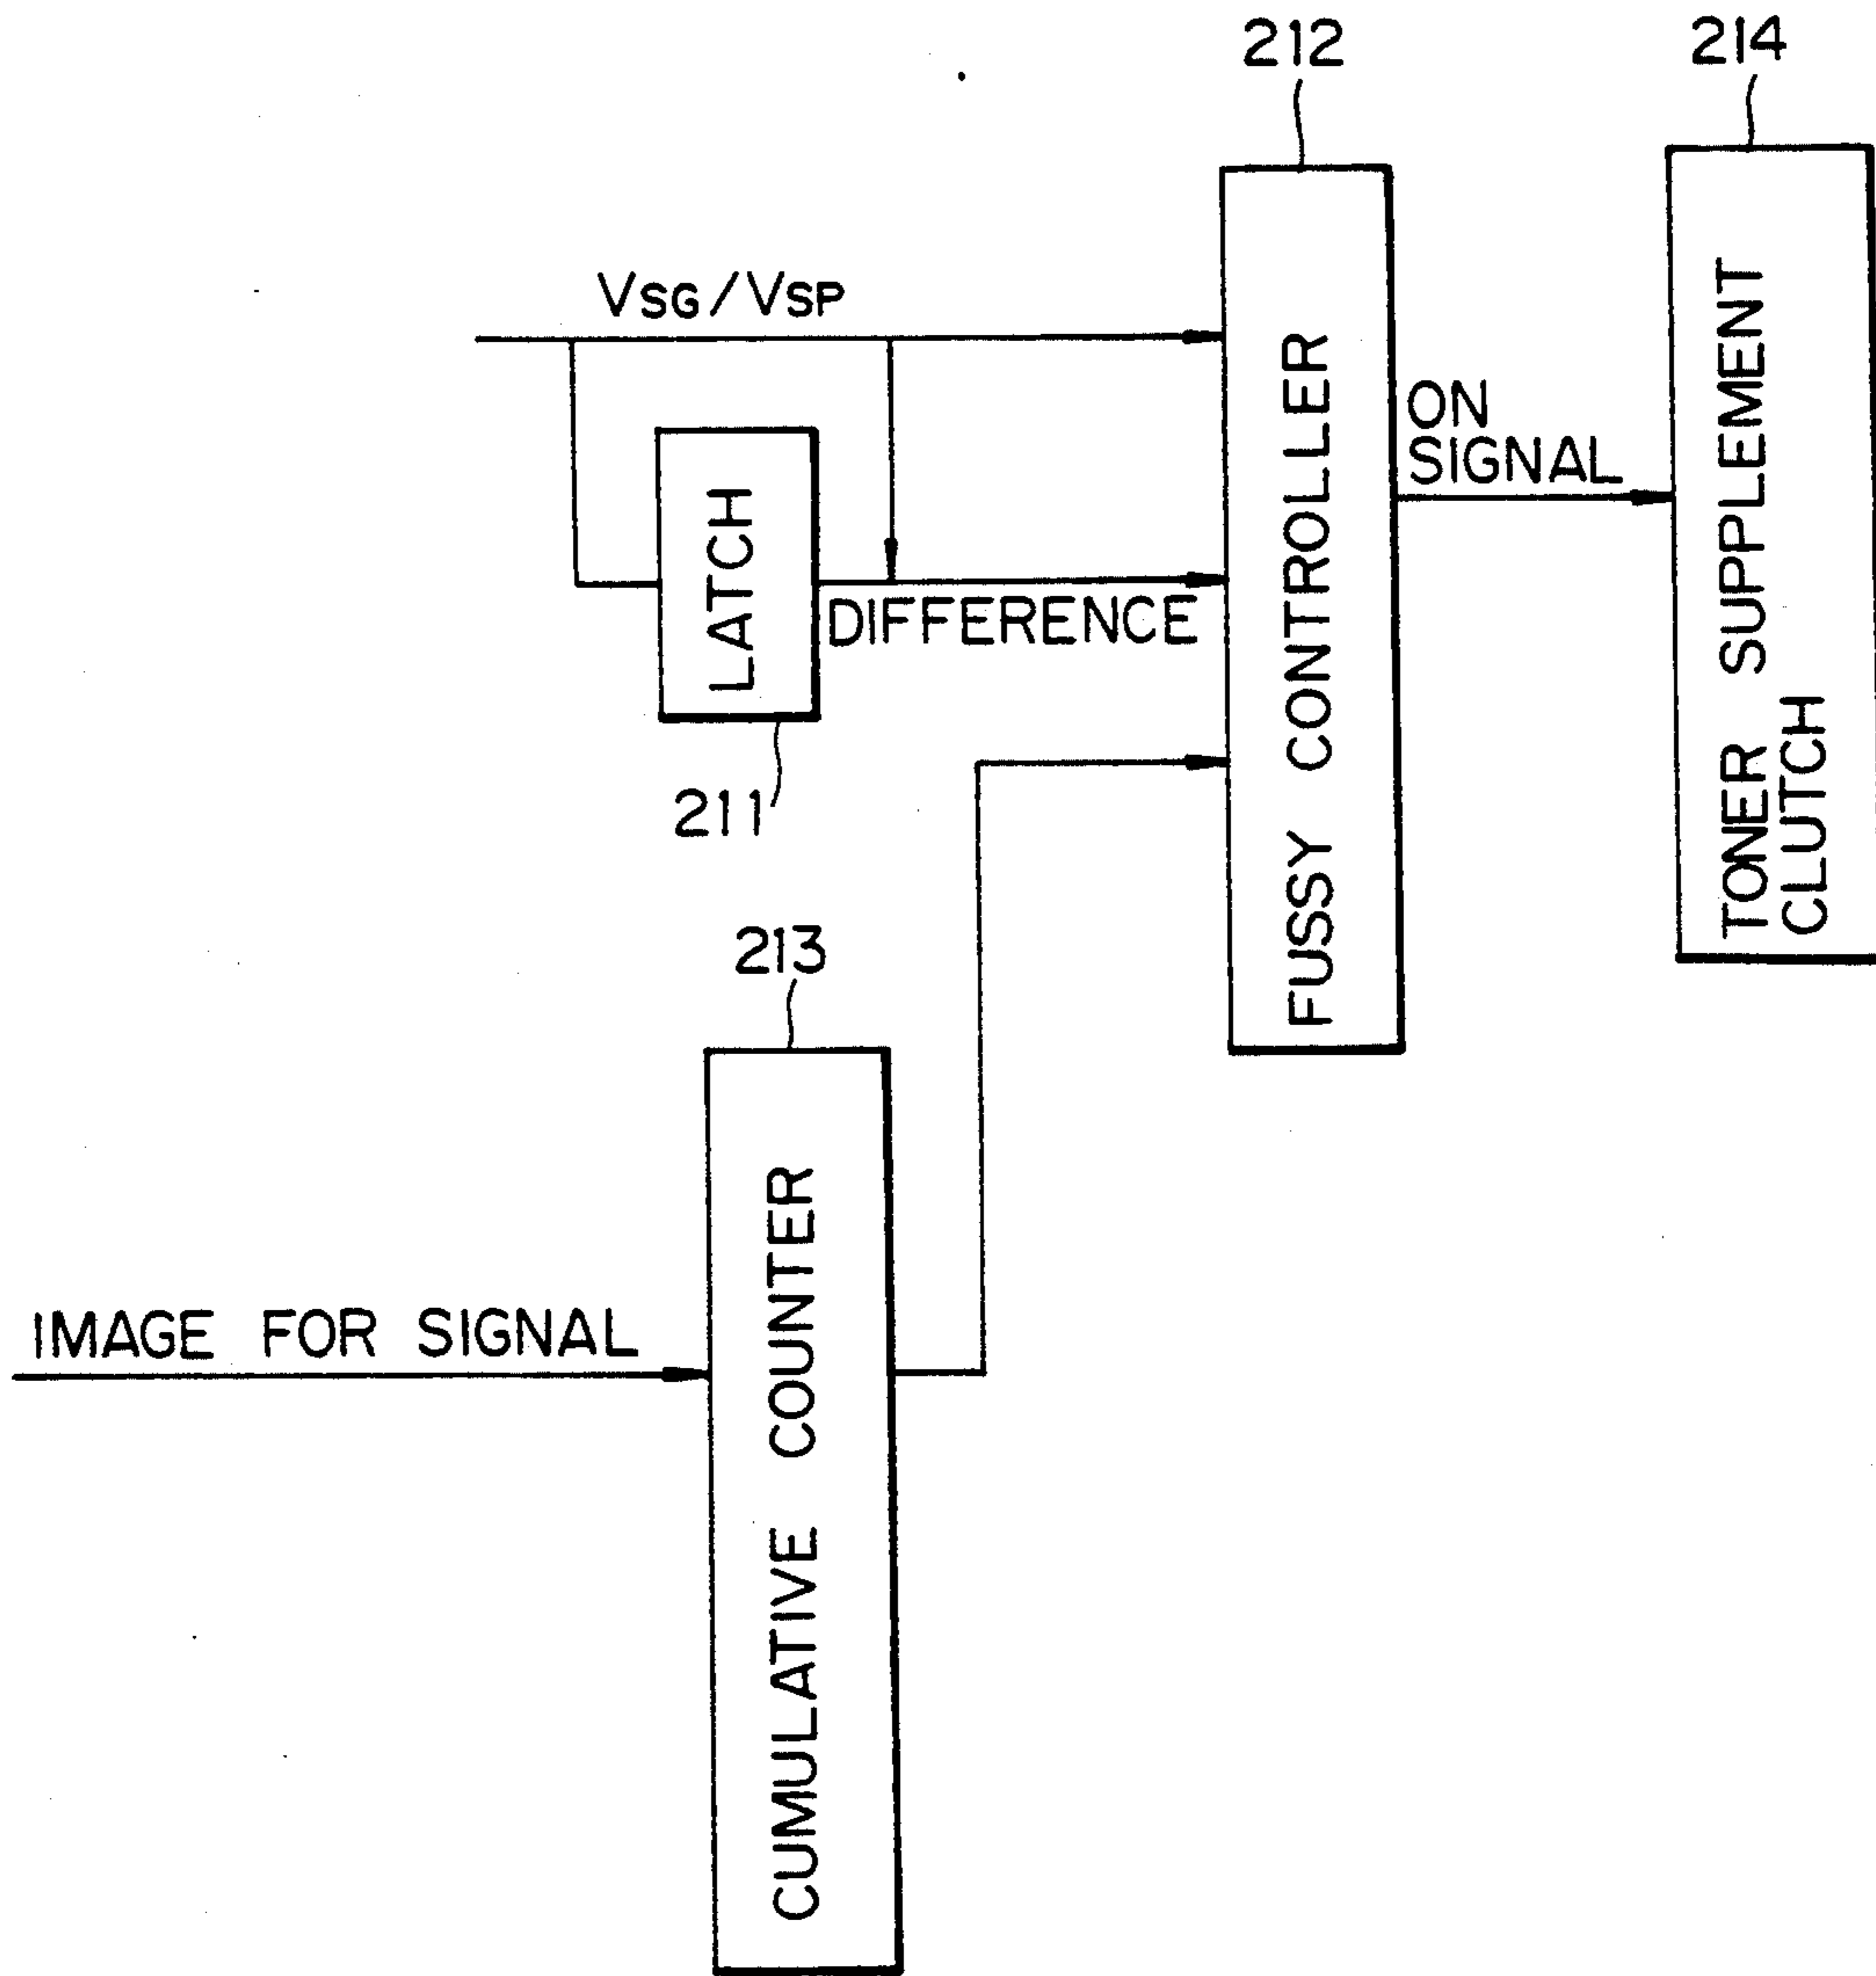 212
214
VSG/VSP
LATCH
211
DIFFERENCE
FUSSY CONTROLLER
ON
SIGNAL
TONER SUPPLEMENT
CLUTCH
213
IMAGE FOR SIGNAL
CUMULATIVE COUNTER